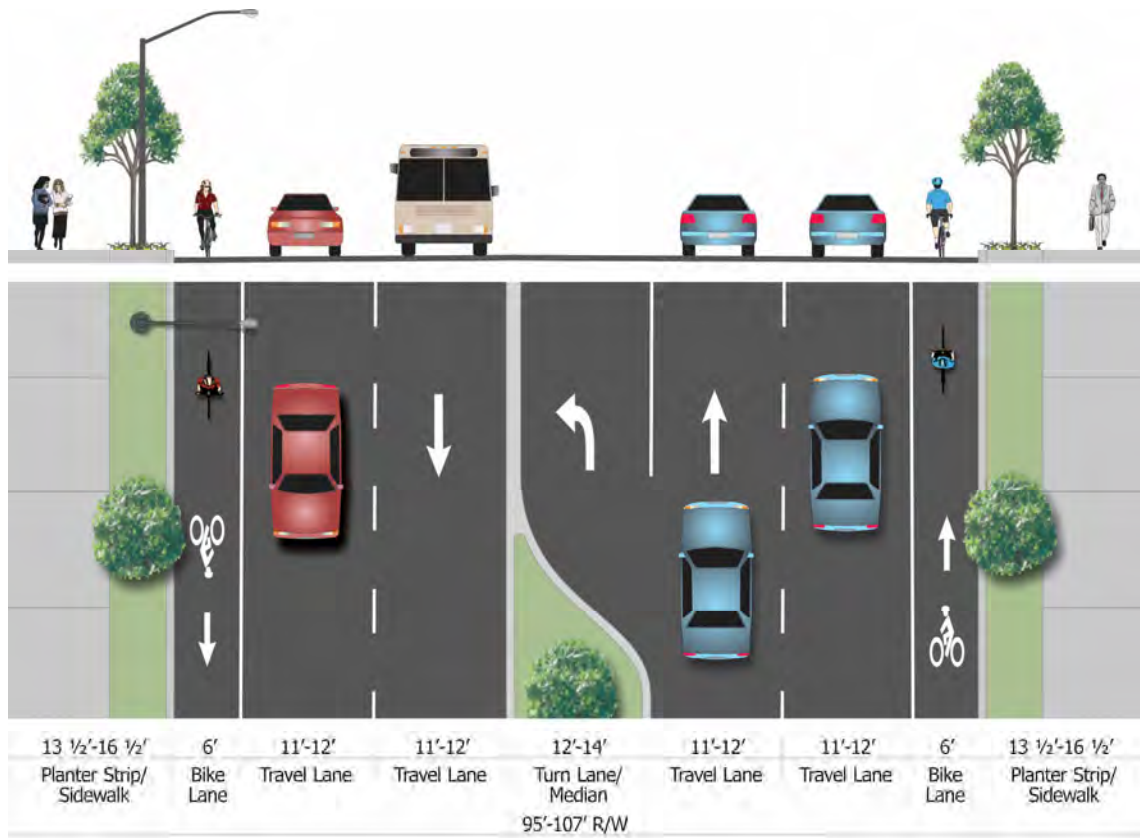 13 ½'-16 ½' 6' 11'-12' 11'-12' 12'-14' 11'-12' 11'-12' 6' 13 ½'-16 ½'
Planter Strip/ Bike Travel Lane Travel Lane Turn Lane/ Travel Lane Travel Lane Bike Planter Strip/
Sidewalk Lane Median Lane Sidewalk
95'-107' R/W